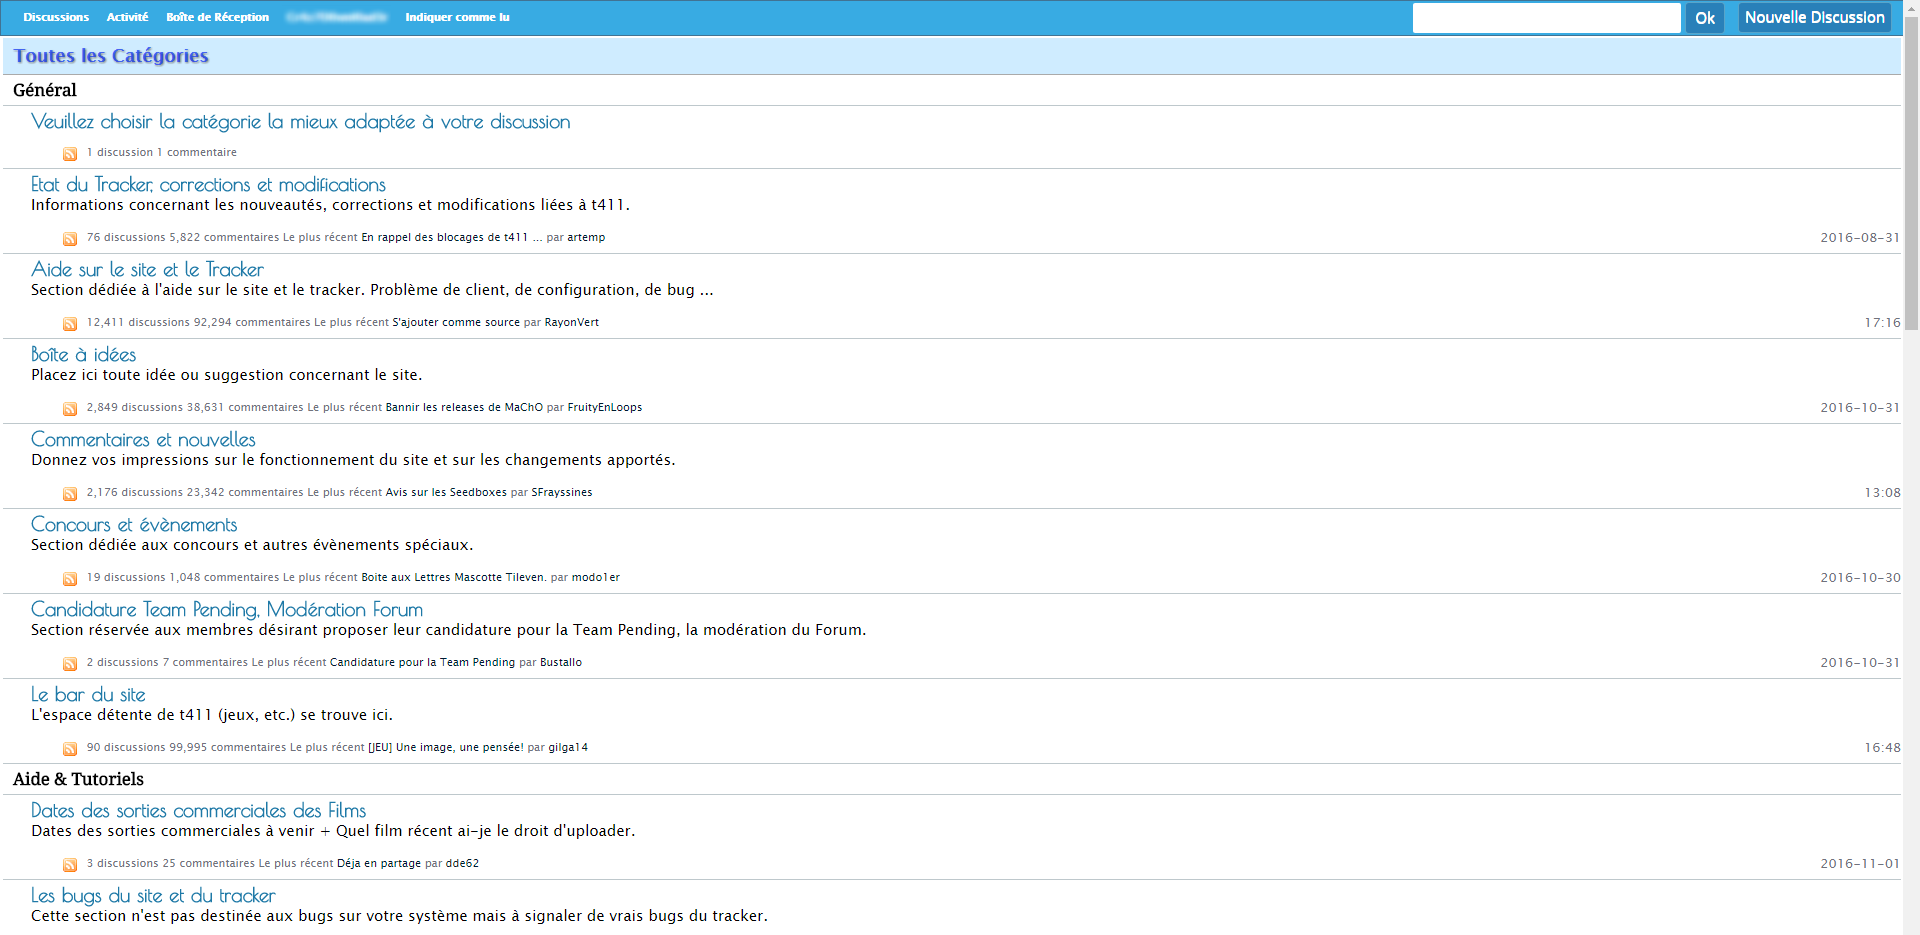 Discussions Activité Boîte de Réception Indiquer comme lu Ok Nouvelle Discussion
Toutes les Catégories
Général
Veuillez choisir la catégorie la mieux adaptée à votre discussion
1 discussion 1 commentaire
Etat du Tracker, corrections et modifications
Informations concernant les nouveautés, corrections et modifications liées à t411.
76 discussions 5,822 commentaires Le plus récent En rappel des blocages de t411 ... par artemp 2016-08-31
Aide sur le site et le Tracker
Section dédiée à l'aide sur le site et le tracker. Problème de client, de configuration, de bug ...
12,411 discussions 92,294 commentaires Le plus récent S'ajouter comme source par RayonVert 17:16
Boîte à idées
Placez ici toute idée ou suggestion concernant le site.
2,849 discussions 38,631 commentaires Le plus récent Bannir les releases de MaChO par FruityEnLoops 2016-10-31
Commentaires et nouvelles
Donnez vos impressions sur le fonctionnement du site et sur les changements apportés.
2,176 discussions 23,342 commentaires Le plus récent Avis sur les Seedboxes par SFrayssines 13:08
Concours et évènements
Section dédiée aux concours et autres évènements spéciaux.
19 discussions 1,048 commentaires Le plus récent Boite aux Lettres Mascotte Tileven. par modo1er 2016-10-30
Candidature Team Pending, Modération Forum
Section réservée aux membres désirant proposer leur candidature pour la Team Pending, la modération du Forum.
2 discussions 7 commentaires Le plus récent Candidature pour la Team Pending par Bustallo 2016-10-31
Le bar du site
L'espace détente de t411 (jeux, etc.) se trouve ici.
90 discussions 99,995 commentaires Le plus récent [JEU] Une image, une pensée! par gilga14 16:48
Aide & Tutoriels
Dates des sorties commerciales des Films
Dates des sorties commerciales à venir + Quel film récent ai-je le droit d'uploader.
3 discussions 25 commentaires Le plus récent Déja en partage par dde62 2016-11-01
Les bugs du site et du tracker
Cette section n'est pas destinée aux bugs sur votre système mais à signaler de vrais bugs du tracker.